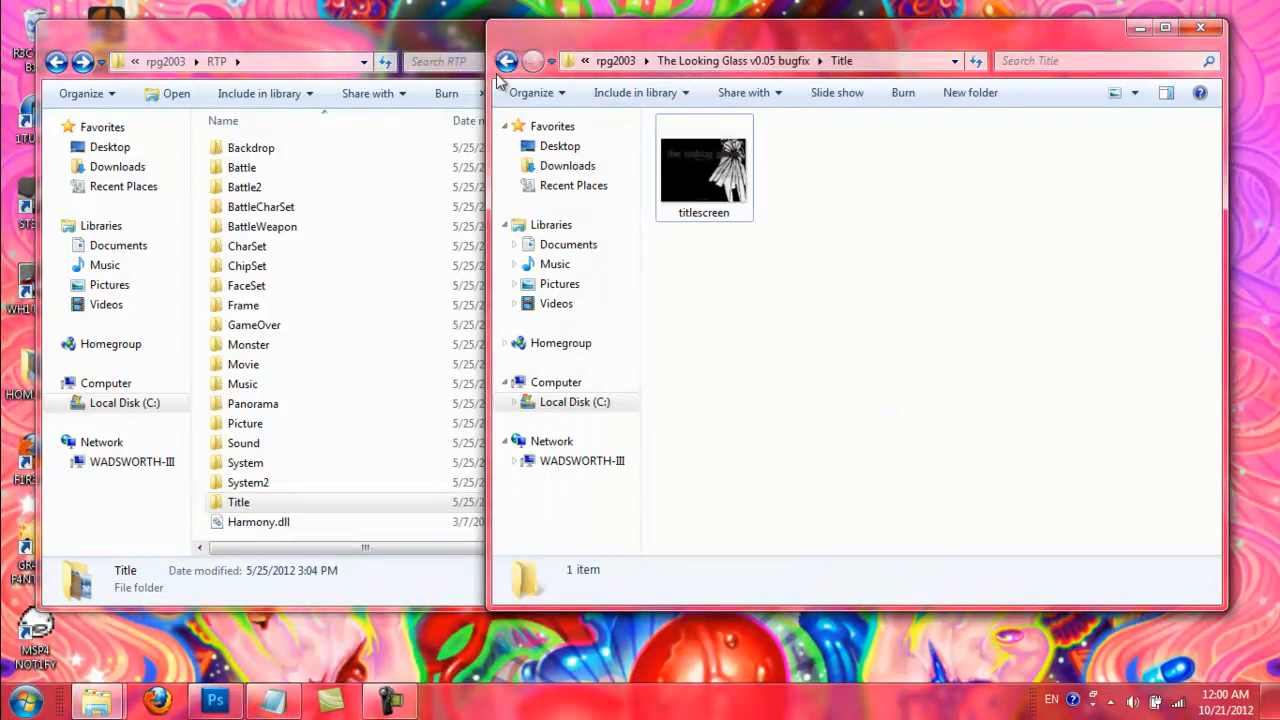 rpg2003 RTP Search RTP
Organize Open Include in library Share with » Burn
Name Date n
Favorites
Desktop
Downloads
Recent Places
Libraries
Documents
Music
Pictures
Videos
Homegroup
Computer
Local Disk (C:)
Network
WADSWORTH-III
Backdrop 5/25/2
Battle 5/25/2
Battle2 5/25/2
BattleCharSet 5/25/2
BattleWeapon 5/25/2
CharSet 5/25/2
ChipSet 5/25/2
FaceSet 5/25/2
Frame 5/25/2
GameOver 5/25/2
Monster 5/25/2
Movie 5/25/2
Music 5/25/2
Panorama 5/25/2
Picture 5/25/2
Sound 5/25/2
System 5/25/2
System2 5/25/2
Title 5/25/2
Harmony.dll 3/7/20
Title Date modified: 5/25/2012 3:04 PM
File folder
« rpg2003 The Looking Glass v0.05 bugfix Title Search Title
Organize Include in library Share with Slide show Burn New folder
Favorites
Desktop
Downloads
Recent Places
Libraries
Documents
Music
Pictures
Videos
Homegroup
Computer
Local Disk (C:)
Network
WADSWORTH-III
the looking
titlescreen
1 item
MSP4
NOT1FY
Ps
EN
12:00 AM
10/21/2012